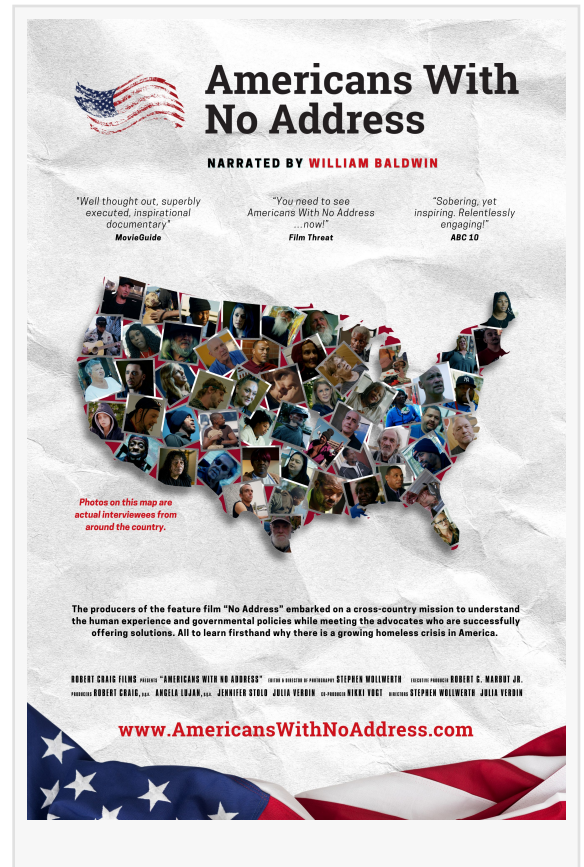 Americans With
No Address
NARRATED BY WILLIAM BALDWIN
"Well thought out, superbly
executed, inspirational
documentary"
MovieGuide
"You need to see
Americans With No Address
...now!"
Film Threat
"Sobering, yet
inspiring. Relentlessly
engaging!"
ABC 10
Photos on this map are
actual interviewees from
around the country.
The producers of the feature film "No Address" embarked on a cross-country mission to understand
the human experience and governmental policies while meeting the advocates who are successfully
offering solutions. All to learn firsthand why there is a growing homeless crisis in America.
ROBERT CRAIG FILMS PRESENTS "AMERICANS WITH NO ADDRESS" EDITOR & DIRECTOR OF PHOTOGRAPHY STEPHEN WOLLWERTH EXECUTIVE PRODUCER ROBERT G. MARBUT JR.
PRODUCERS ROBERT CRAIG, ANGELA LUJAN, JENNIFER STOLO JULIA VERDIN CO-PRODUCER NIKKI VOGT DIRECTORS STEPHEN WOLLWERTH JULIA VERDIN
www.AmericansWithNoAddress.com